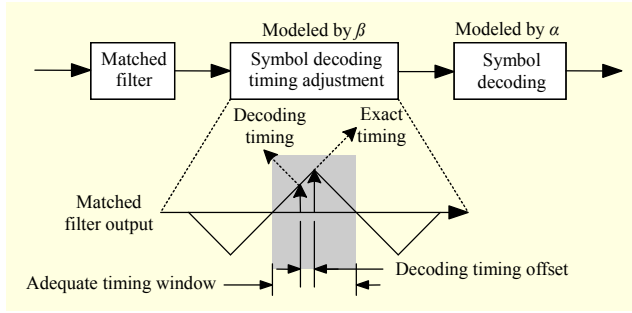 Modeled by β
Modeled by α
Matched
filter
Symbol decoding
timing adjustment
Symbol
decoding
Decoding
timing
Exact
timing
Matched
filter output
Decoding timing offset
Adequate timing window